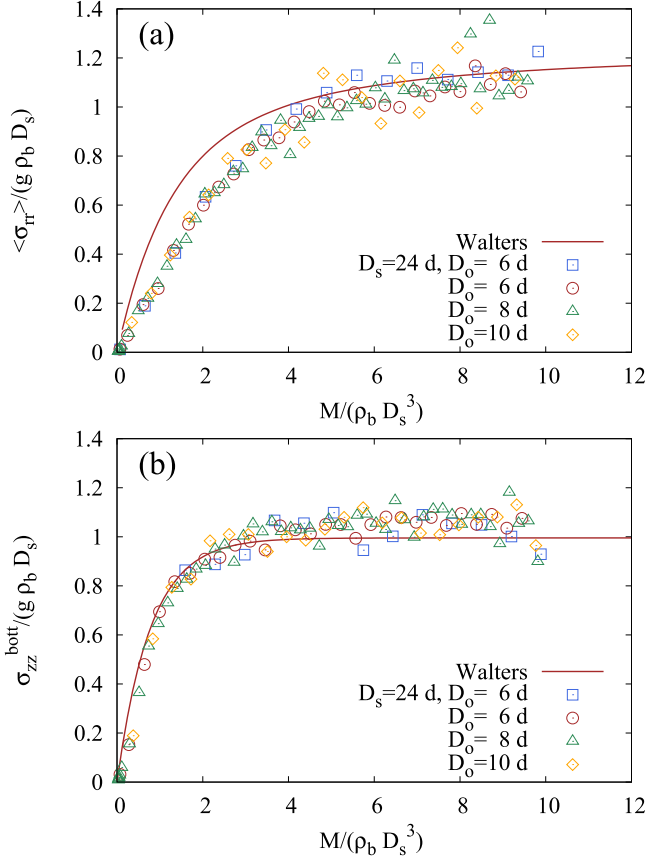 (a)
<σrr>/(g ρb Ds)
1.4
1.2
1
0.8
0.6
0.4
0.2
0
Walters
Ds=24 d, Do= 6 d
Do= 6 d
Do= 8 d
Do=10 d
0 2 4 6 8 10 12
M/(ρb Ds³)
(b)
σzz^bott/(g ρb Ds)
1.4
1.2
1
0.8
0.6
0.4
0.2
0
Walters
Ds=24 d, Do= 6 d
Do= 6 d
Do= 8 d
Do=10 d
0 2 4 6 8 10 12
M/(ρb Ds³)